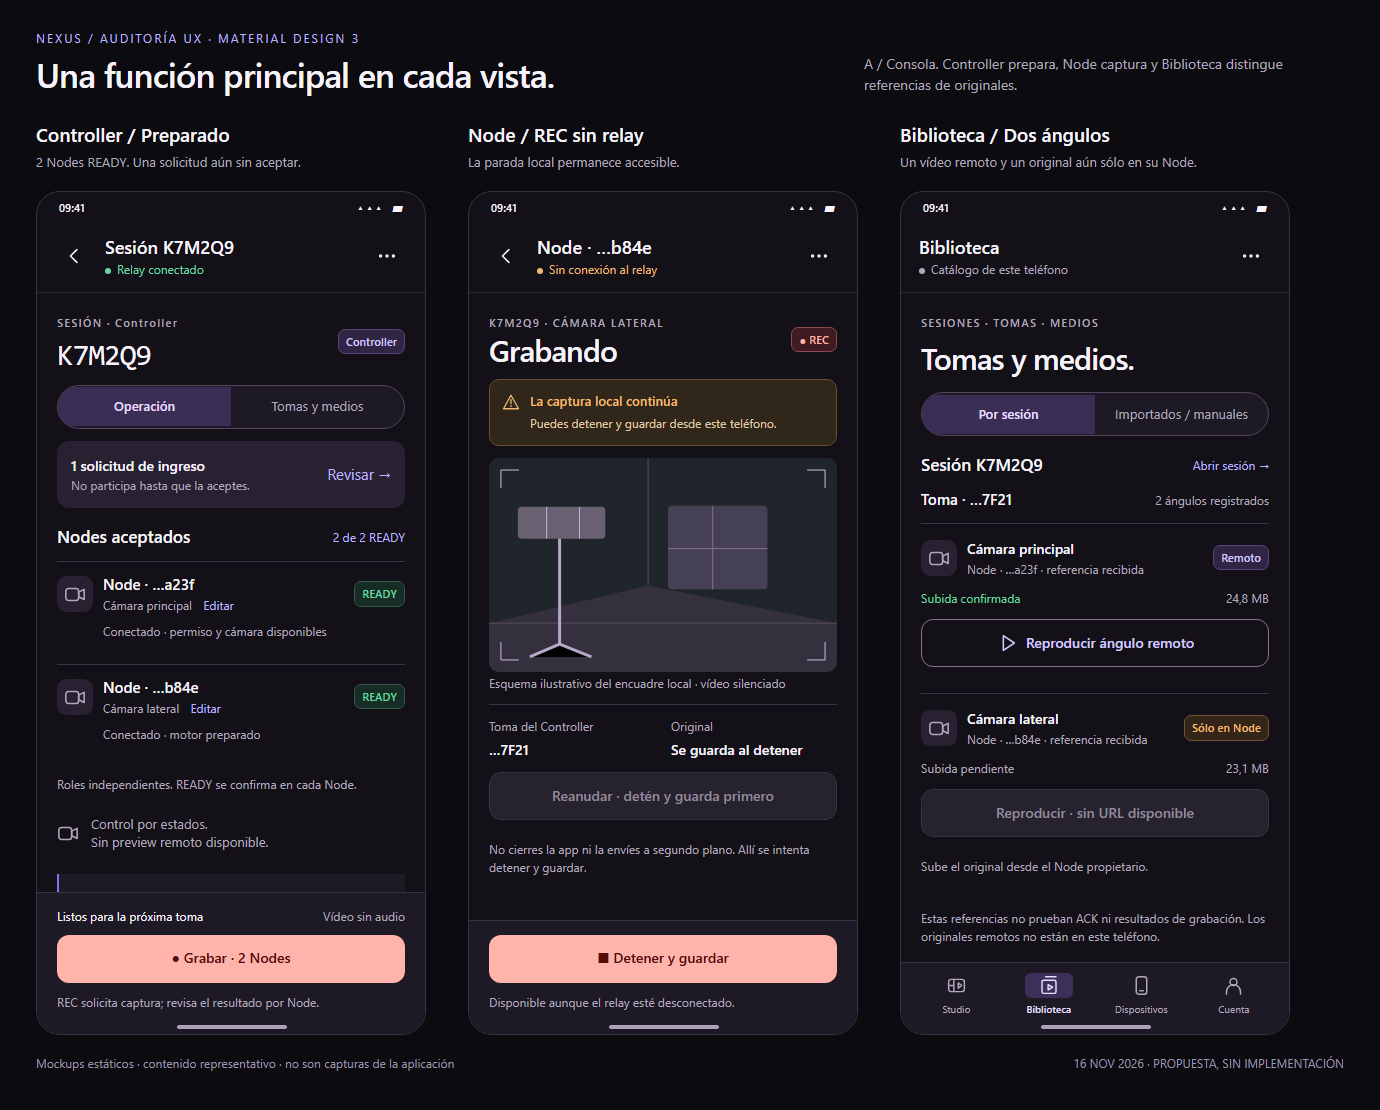 NEXUS / AUDITORÍA UX · MATERIAL DESIGN 3
Una función principal en cada vista.
A / Consola. Controller prepara, Node captura y Biblioteca distingue
referencias de originales.
Controller / Preparado
2 Nodes READY. Una solicitud aún sin aceptar.
09:41
Sesión K7M2Q9
Relay conectado
SESIÓN · Controller
K7M2Q9
Controller
Operación
Tomas y medios
1 solicitud de ingreso
No participa hasta que la aceptes.
Revisar →
Nodes aceptados
2 de 2 READY
Node · ...a23f
Cámara principal Editar
READY
Conectado · permiso y cámara disponibles
Node · ...b84e
Cámara lateral Editar
READY
Conectado · motor preparado
Roles independientes. READY se confirma en cada Node.
Control por estados.
Sin preview remoto disponible.
Listos para la próxima toma
Vídeo sin audio
● Grabar · 2 Nodes
REC solicita captura; revisa el resultado por Node.
Node / REC sin relay
La parada local permanece accesible.
09:41
Node · ...b84e
Sin conexión al relay
K7M2Q9 · CÁMARA LATERAL
Grabando
● REC
La captura local continúa
Puedes detener y guardar desde este teléfono.
Esquema ilustrativo del encuadre local · vídeo silenciado
Toma del Controller
...7F21
Original
Se guarda al detener
Reanudar · detén y guarda primero
No cierres la app ni la envíes a segundo plano. Allí se intenta
detener y guardar.
■ Detener y guardar
Disponible aunque el relay esté desconectado.
Biblioteca / Dos ángulos
Un vídeo remoto y un original aún sólo en su Node.
09:41
Biblioteca
Catálogo de este teléfono
SESIONES · TOMAS · MEDIOS
Tomas y medios.
Por sesión
Importados / manuales
Sesión K7M2Q9
Abrir sesión →
Toma · ...7F21
2 ángulos registrados
Cámara principal
Node · ...a23f · referencia recibida
Remoto
Subida confirmada
24,8 MB
Reproducir ángulo remoto
Cámara lateral
Node · ...b84e · referencia recibida
Sólo en Node
Subida pendiente
23,1 MB
Reproducir · sin URL disponible
Sube el original desde el Node propietario.
Estas referencias no prueban ACK ni resultados de grabación. Los
originales remotos no están en este teléfono.
Studio
Biblioteca
Dispositivos
Cuenta
Mockups estáticos · contenido representativo · no son capturas de la aplicación
16 NOV 2026 · PROPUESTA, SIN IMPLEMENTACIÓN